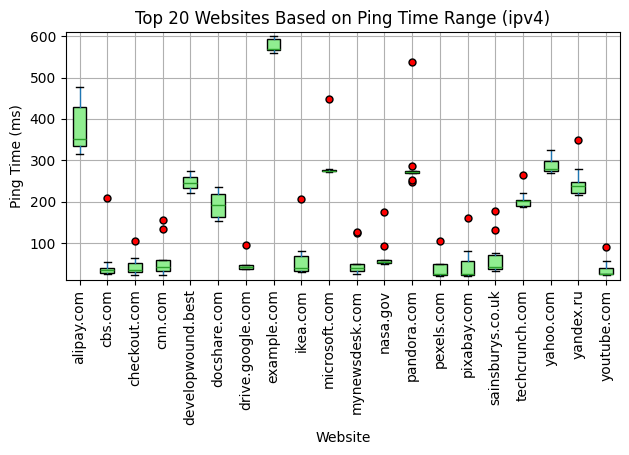 Top 20 Websites Based on Ping Time Range (ipv4)
600
500
400
300
200
100
Ping Time (ms)
alipay.com
cbs.com
checkout.com
cnn.com
developwound.best
docshare.com
drive.google.com
example.com
ikea.com
microsoft.com
mynewsdesk.com
nasa.gov
pandora.com
pexels.com
pixabay.com
sainsburys.co.uk
techcrunch.com
yahoo.com
yandex.ru
youtube.com
Website